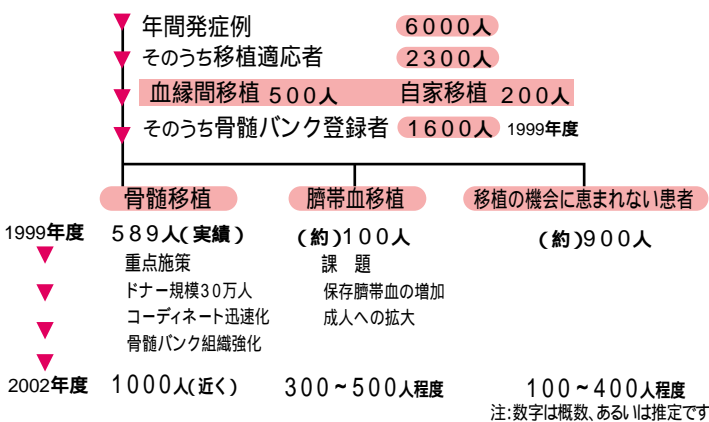 年間発症例 6000人
そのうち移植適応者 2300人
血縁間移植 500人 自家移植 200人
そのうち骨髄バンク登録者 1600人 1999年度
骨髄移植 臍帯血移植 移植の機会に恵まれない患者
1999年度 589人(実績) (約)100人 (約)900人
重点施策 課 題
ドナー規模30万人 保存臍帯血の増加
コーディネート迅速化 成人への拡大
骨髄バンク組織強化
2002年度 1000人(近く) 300~500人程度 100~400人程度
注:数字は概数、あるいは推定です